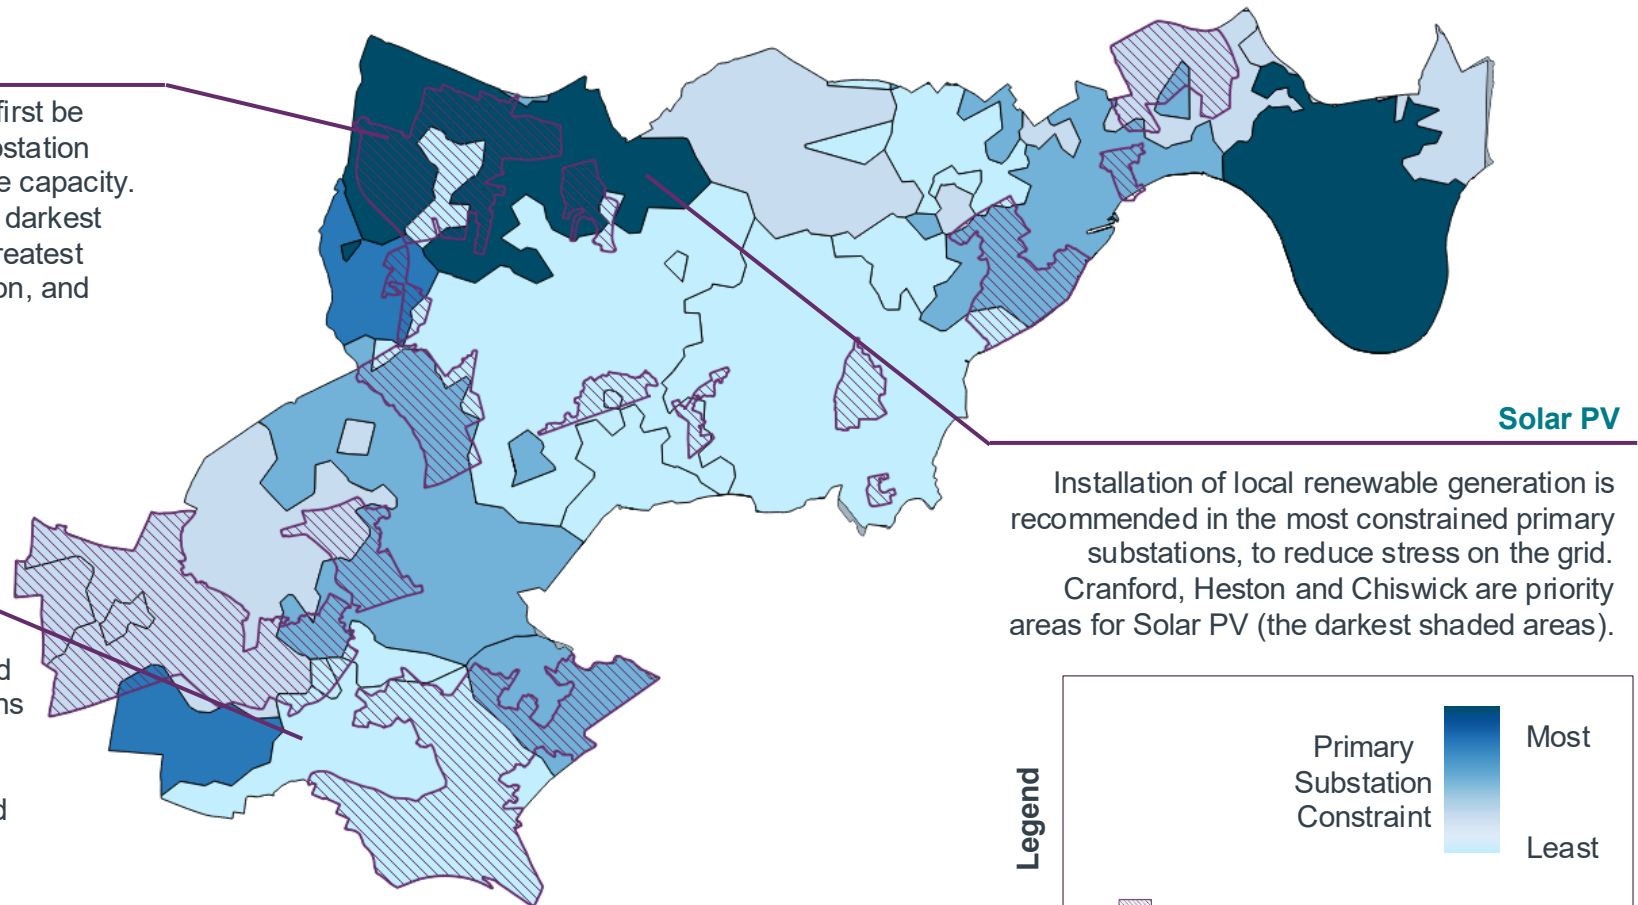 first be
ostation
e capacity.
darkest
reatest
on, and
Solar PV
Installation of local renewable generation is
recommended in the most constrained primary
substations, to reduce stress on the grid.
Cranford, Heston and Chiswick are priority
areas for Solar PV (the darkest shaded areas).
d
ns
d
Legend
Primary
Substation
Constraint
Most
Least